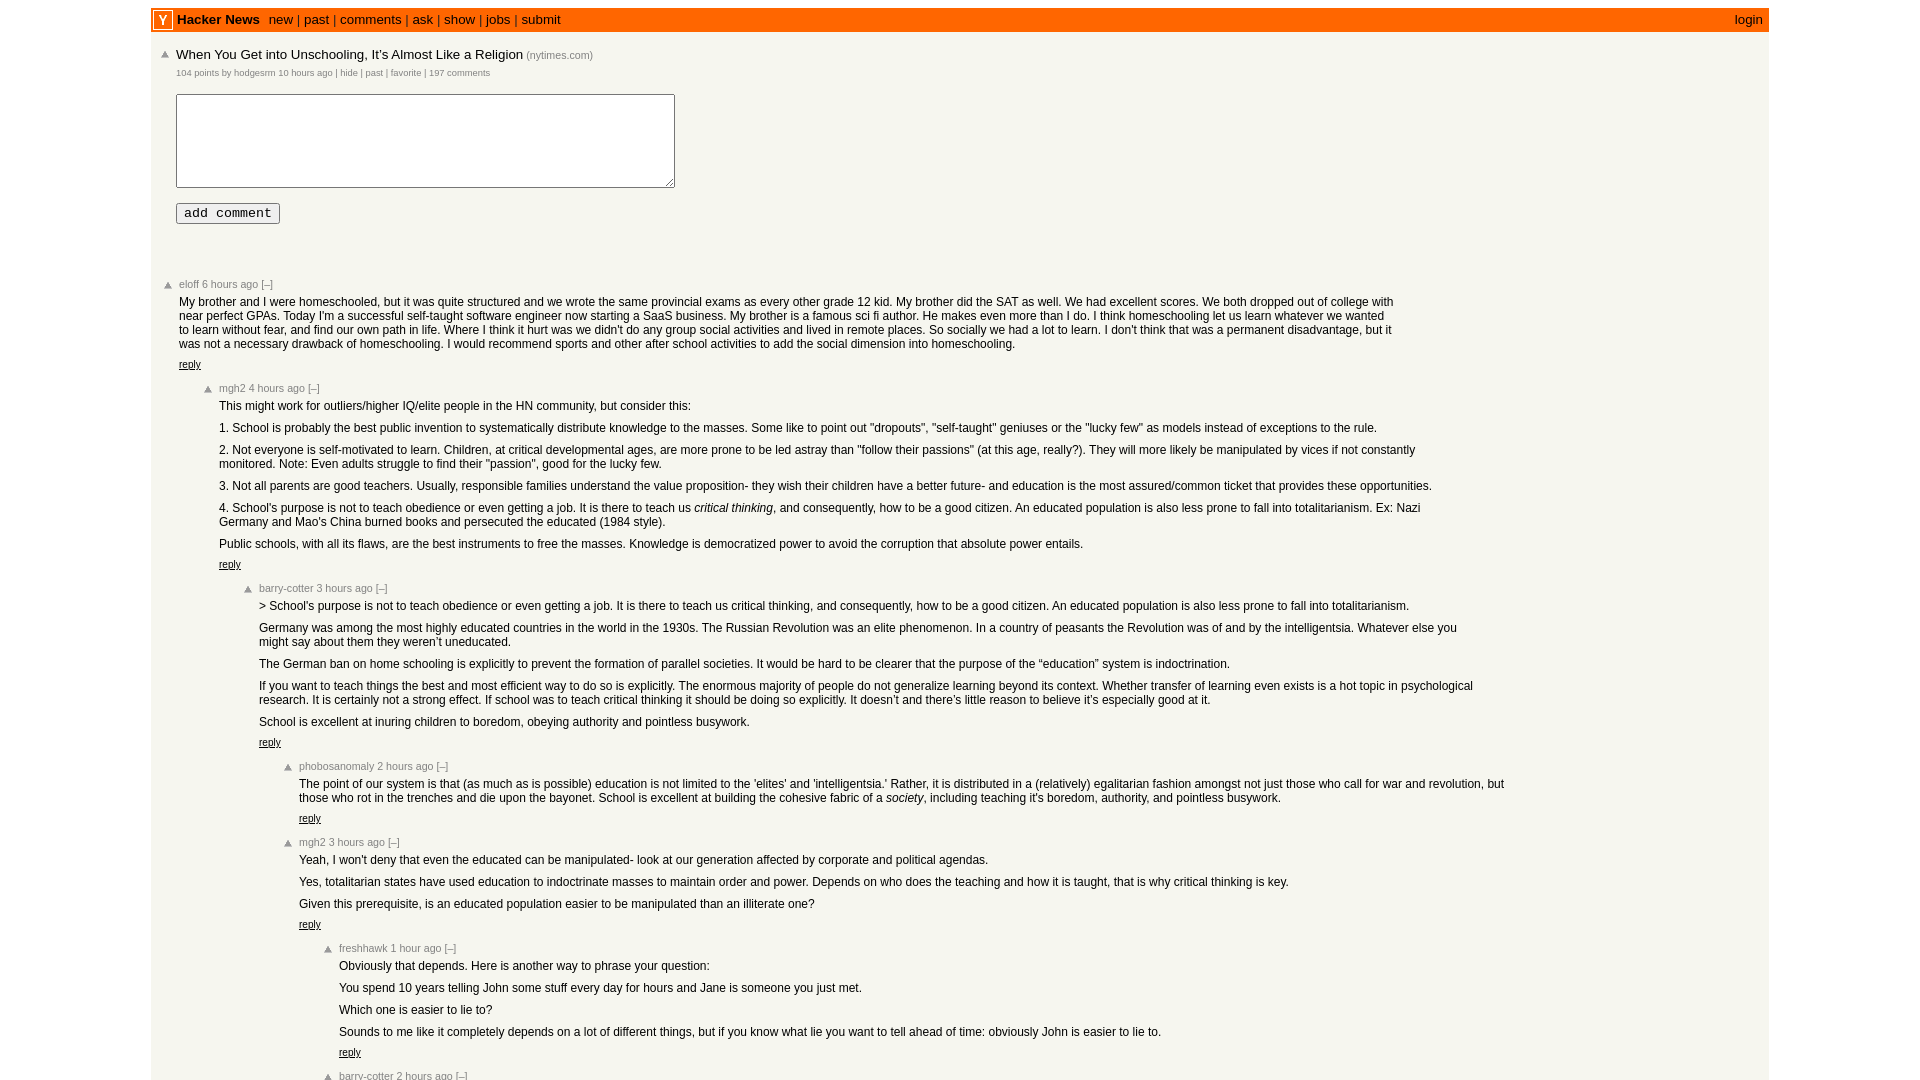 Y Hacker News new | past | comments | ask | show | jobs | submit login
When You Get into Unschooling, It’s Almost Like a Religion (nytimes.com)
104 points by hodgesrm 10 hours ago | hide | past | favorite | 197 comments
add comment
eloff 6 hours ago [–]
My brother and I were homeschooled, but it was quite structured and we wrote the same provincial exams as every other grade 12 kid. My brother did the SAT as well. We had excellent scores. We both dropped out of college with
near perfect GPAs. Today I'm a successful self-taught software engineer now starting a SaaS business. My brother is a famous sci fi author. He makes even more than I do. I think homeschooling let us learn whatever we wanted
to learn without fear, and find our own path in life. Where I think it hurt was we didn't do any group social activities and lived in remote places. So socially we had a lot to learn. I don't think that was a permanent disadvantage, but it
was not a necessary drawback of homeschooling. I would recommend sports and other after school activities to add the social dimension into homeschooling.
reply
mgh2 4 hours ago [–]
This might work for outliers/higher IQ/elite people in the HN community, but consider this:
1. School is probably the best public invention to systematically distribute knowledge to the masses. Some like to point out "dropouts", "self-taught" geniuses or the "lucky few" as models instead of exceptions to the rule.
2. Not everyone is self-motivated to learn. Children, at critical developmental ages, are more prone to be led astray than "follow their passions" (at this age, really?). They will more likely be manipulated by vices if not constantly
monitored. Note: Even adults struggle to find their "passion", good for the lucky few.
3. Not all parents are good teachers. Usually, responsible families understand the value proposition- they wish their children have a better future- and education is the most assured/common ticket that provides these opportunities.
4. School's purpose is not to teach obedience or even getting a job. It is there to teach us critical thinking, and consequently, how to be a good citizen. An educated population is also less prone to fall into totalitarianism. Ex: Nazi
Germany and Mao's China burned books and persecuted the educated (1984 style).
Public schools, with all its flaws, are the best instruments to free the masses. Knowledge is democratized power to avoid the corruption that absolute power entails.
reply
barry-cotter 3 hours ago [–]
> School's purpose is not to teach obedience or even getting a job. It is there to teach us critical thinking, and consequently, how to be a good citizen. An educated population is also less prone to fall into totalitarianism.
Germany was among the most highly educated countries in the world in the 1930s. The Russian Revolution was an elite phenomenon. In a country of peasants the Revolution was of and by the intelligentsia. Whatever else you
might say about them they weren’t uneducated.
The German ban on home schooling is explicitly to prevent the formation of parallel societies. It would be hard to be clearer that the purpose of the “education” system is indoctrination.
If you want to teach things the best and most efficient way to do so is explicitly. The enormous majority of people do not generalize learning beyond its context. Whether transfer of learning even exists is a hot topic in psychological
research. It is certainly not a strong effect. If school was to teach critical thinking it should be doing so explicitly. It doesn’t and there’s little reason to believe it’s especially good at it.
School is excellent at inuring children to boredom, obeying authority and pointless busywork.
reply
phobosanomaly 2 hours ago [–]
The point of our system is that (as much as is possible) education is not limited to the 'elites' and 'intelligentsia.' Rather, it is distributed in a (relatively) egalitarian fashion amongst not just those who call for war and revolution, but
those who rot in the trenches and die upon the bayonet. School is excellent at building the cohesive fabric of a society, including teaching it's boredom, authority, and pointless busywork.
reply
mgh2 3 hours ago [–]
Yeah, I won't deny that even the educated can be manipulated- look at our generation affected by corporate and political agendas.
Yes, totalitarian states have used education to indoctrinate masses to maintain order and power. Depends on who does the teaching and how it is taught, that is why critical thinking is key.
Given this prerequisite, is an educated population easier to be manipulated than an illiterate one?
reply
freshhawk 1 hour ago [–]
Obviously that depends. Here is another way to phrase your question:
You spend 10 years telling John some stuff every day for hours and Jane is someone you just met.
Which one is easier to lie to?
Sounds to me like it completely depends on a lot of different things, but if you know what lie you want to tell ahead of time: obviously John is easier to lie to.
reply
barry-cotter 2 hours ago [–]